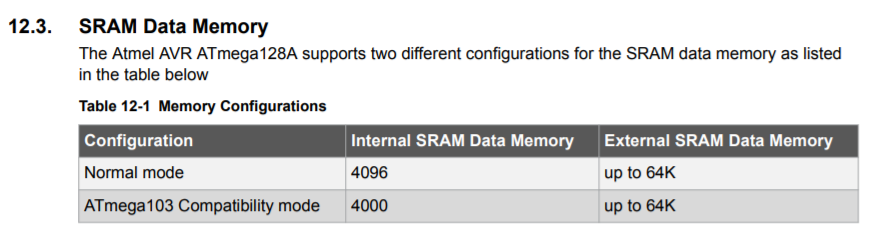 12.3. SRAM Data Memory
The Atmel AVR ATmega128A supports two different configurations for the SRAM data memory as listed
in the table below
Table 12-1 Memory Configurations
Configuration Internal SRAM Data Memory External SRAM Data Memory
Normal mode 4096 up to 64K
ATmega103 Compatibility mode 4000 up to 64K